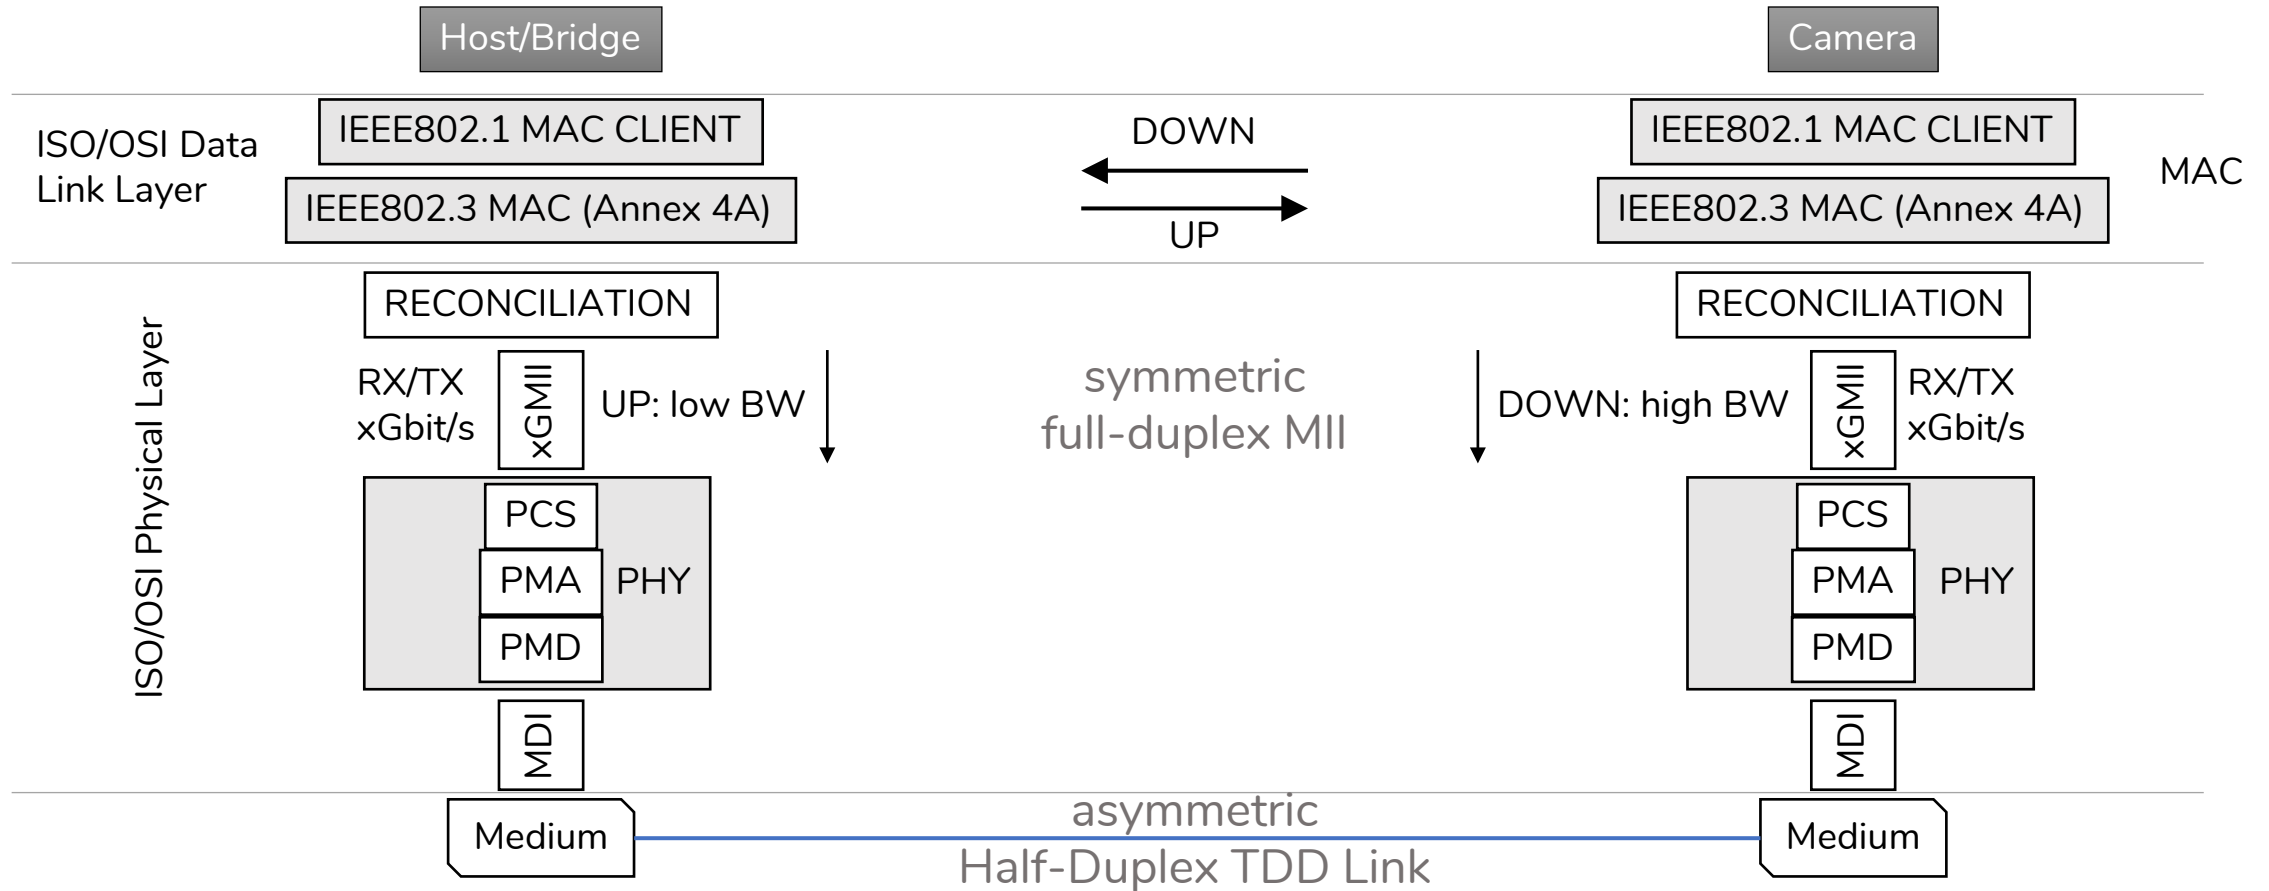 Host/Bridge
Camera
ISO/OSI Data
Link Layer
IEEE802.1 MAC CLIENT
IEEE802.3 MAC (Annex 4A)
DOWN
UP
IEEE802.1 MAC CLIENT
IEEE802.3 MAC (Annex 4A)
MAC
ISO/OSI Physical Layer
RECONCILIATION
RX/TX
xGbit/s
xGMII
UP: low BW
symmetric
full-duplex MII
RECONCILIATION
DOWN: high BW
xGMII
RX/TX
xGbit/s
PCS
PMA
PHY
PMD
MDI
PCS
PMA
PHY
PMD
MDI
Medium
asymmetric
Half-Duplex TDD Link
Medium